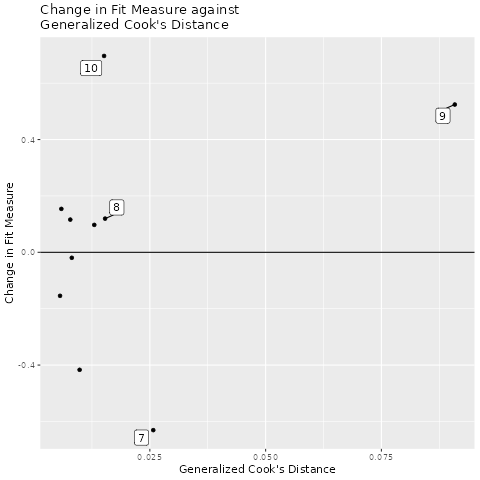 Change in Fit Measure against
Generalized Cook's Distance
10
9
0.4
8
0.0
-0.4
7
0.025
0.050
0.075
Generalized Cook's Distance
Change in Fit Measure